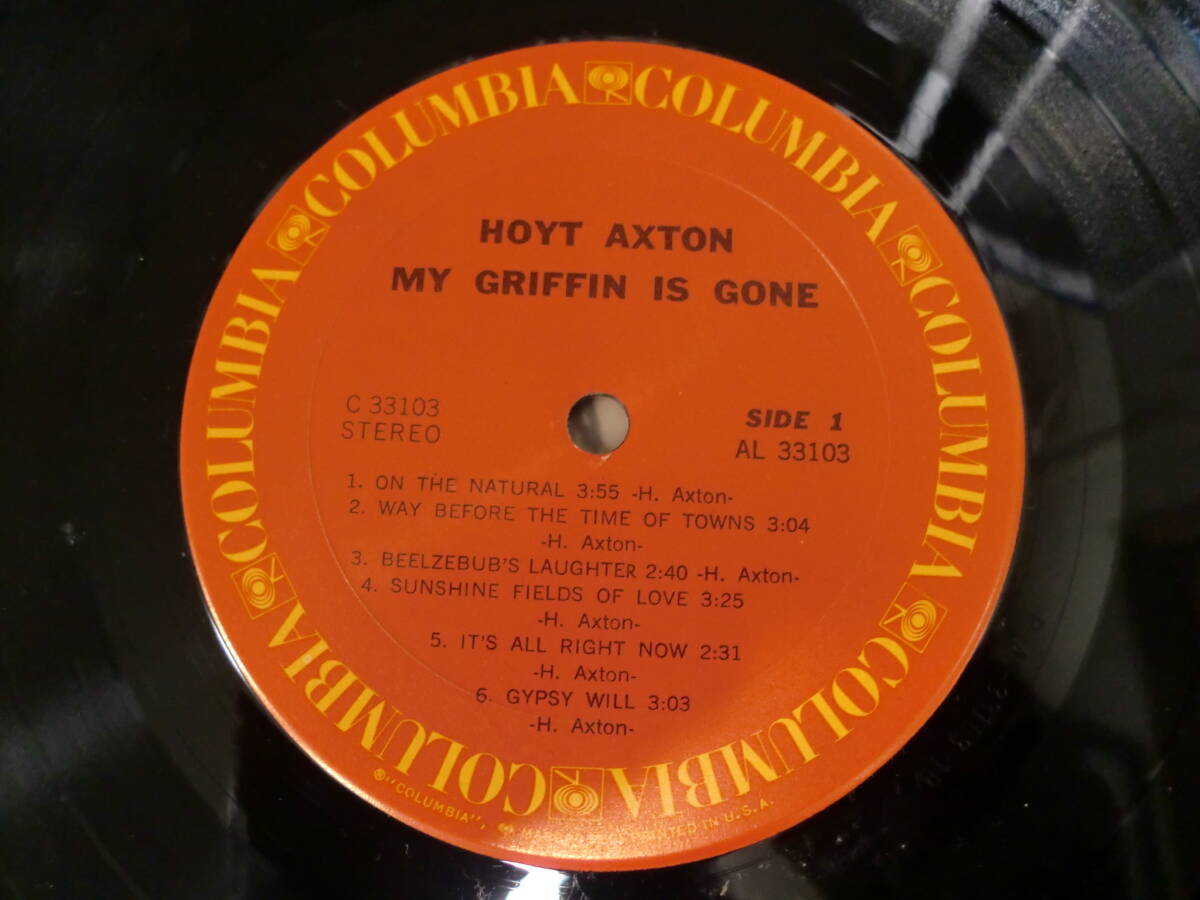 COLUMBIA COLUMBIA COLUMBIA COLUMBIA COLUMBIA COLUMBIA
HOYT AXTON
MY GRIFFIN IS GONE
C 33103
STEREO
SIDE 1
AL 33103
1. ON THE NATURAL 3:55 -H. Axton-
2. WAY BEFORE THE TIME OF TOWNS 3:04
-H. Axton-
3. BEELZEBUB'S LAUGHTER 2:40 -H. Axton-
4. SUNSHINE FIELDS OF LOVE 3:25
-H. Axton-
5. IT'S ALL RIGHT NOW 2:31
-H. Axton-
6. GYPSY WILL 3:03
-H. Axton-
® "COLUMBIA", PRINTED IN U.S.A.